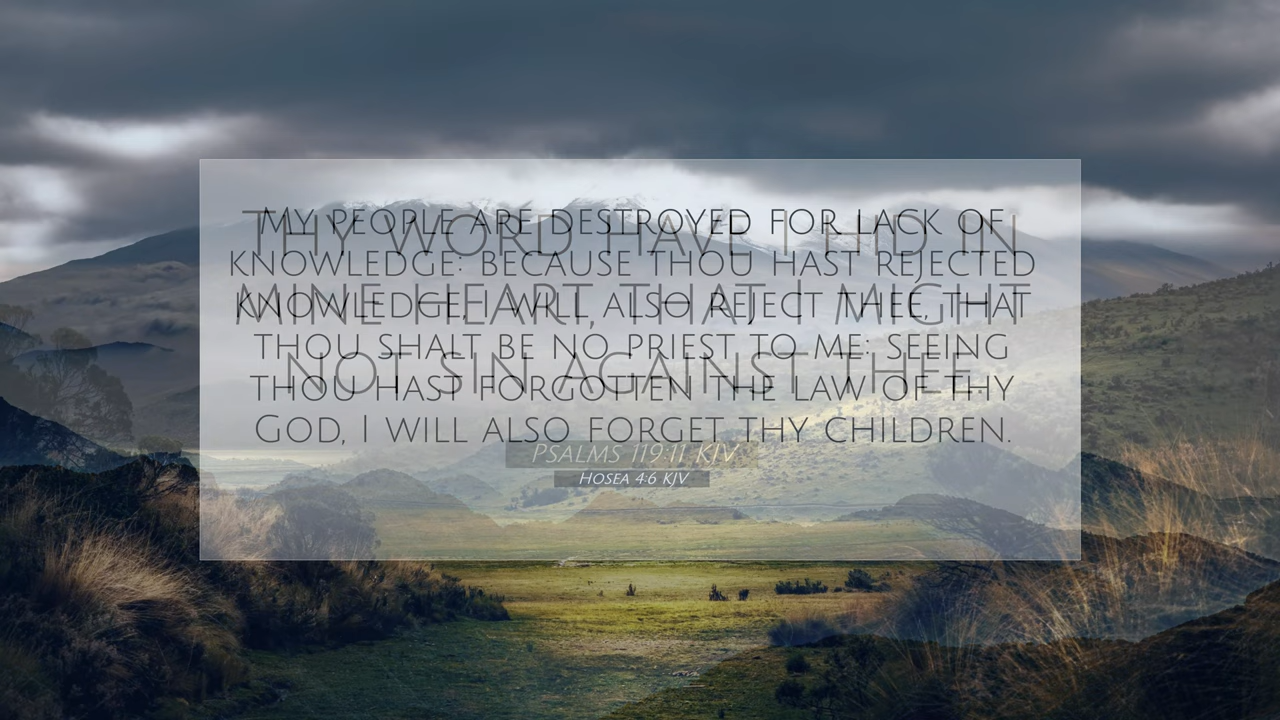 MY PEOPLE ARE DESTROYED FOR LACK OF
KNOWLEDGE: BECAUSE THOU HAST REJECTED
KNOWLEDGE, I WILL ALSO REJECT THEE, THAT
THOU SHALT BE NO PRIEST TO ME: SEEING
THOU HAST FORGOTTEN THE LAW OF THY
GOD, I WILL ALSO FORGET THY CHILDREN.
HOSEA 4:6 KJV
THY WORD HAVE I HID IN
MINE HEART, THAT I MIGHT
NOT SIN AGAINST THEE.
PSALMS 119:11 KJV